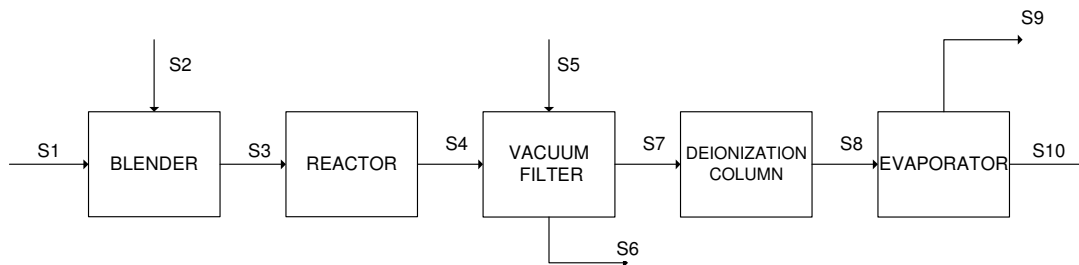 S9
S2
S5
S1
BLENDER
S3
REACTOR
S4
VACUUM
FILTER
S7
DEIONIZATION
COLUMN
S8
EVAPORATOR
S10
S6